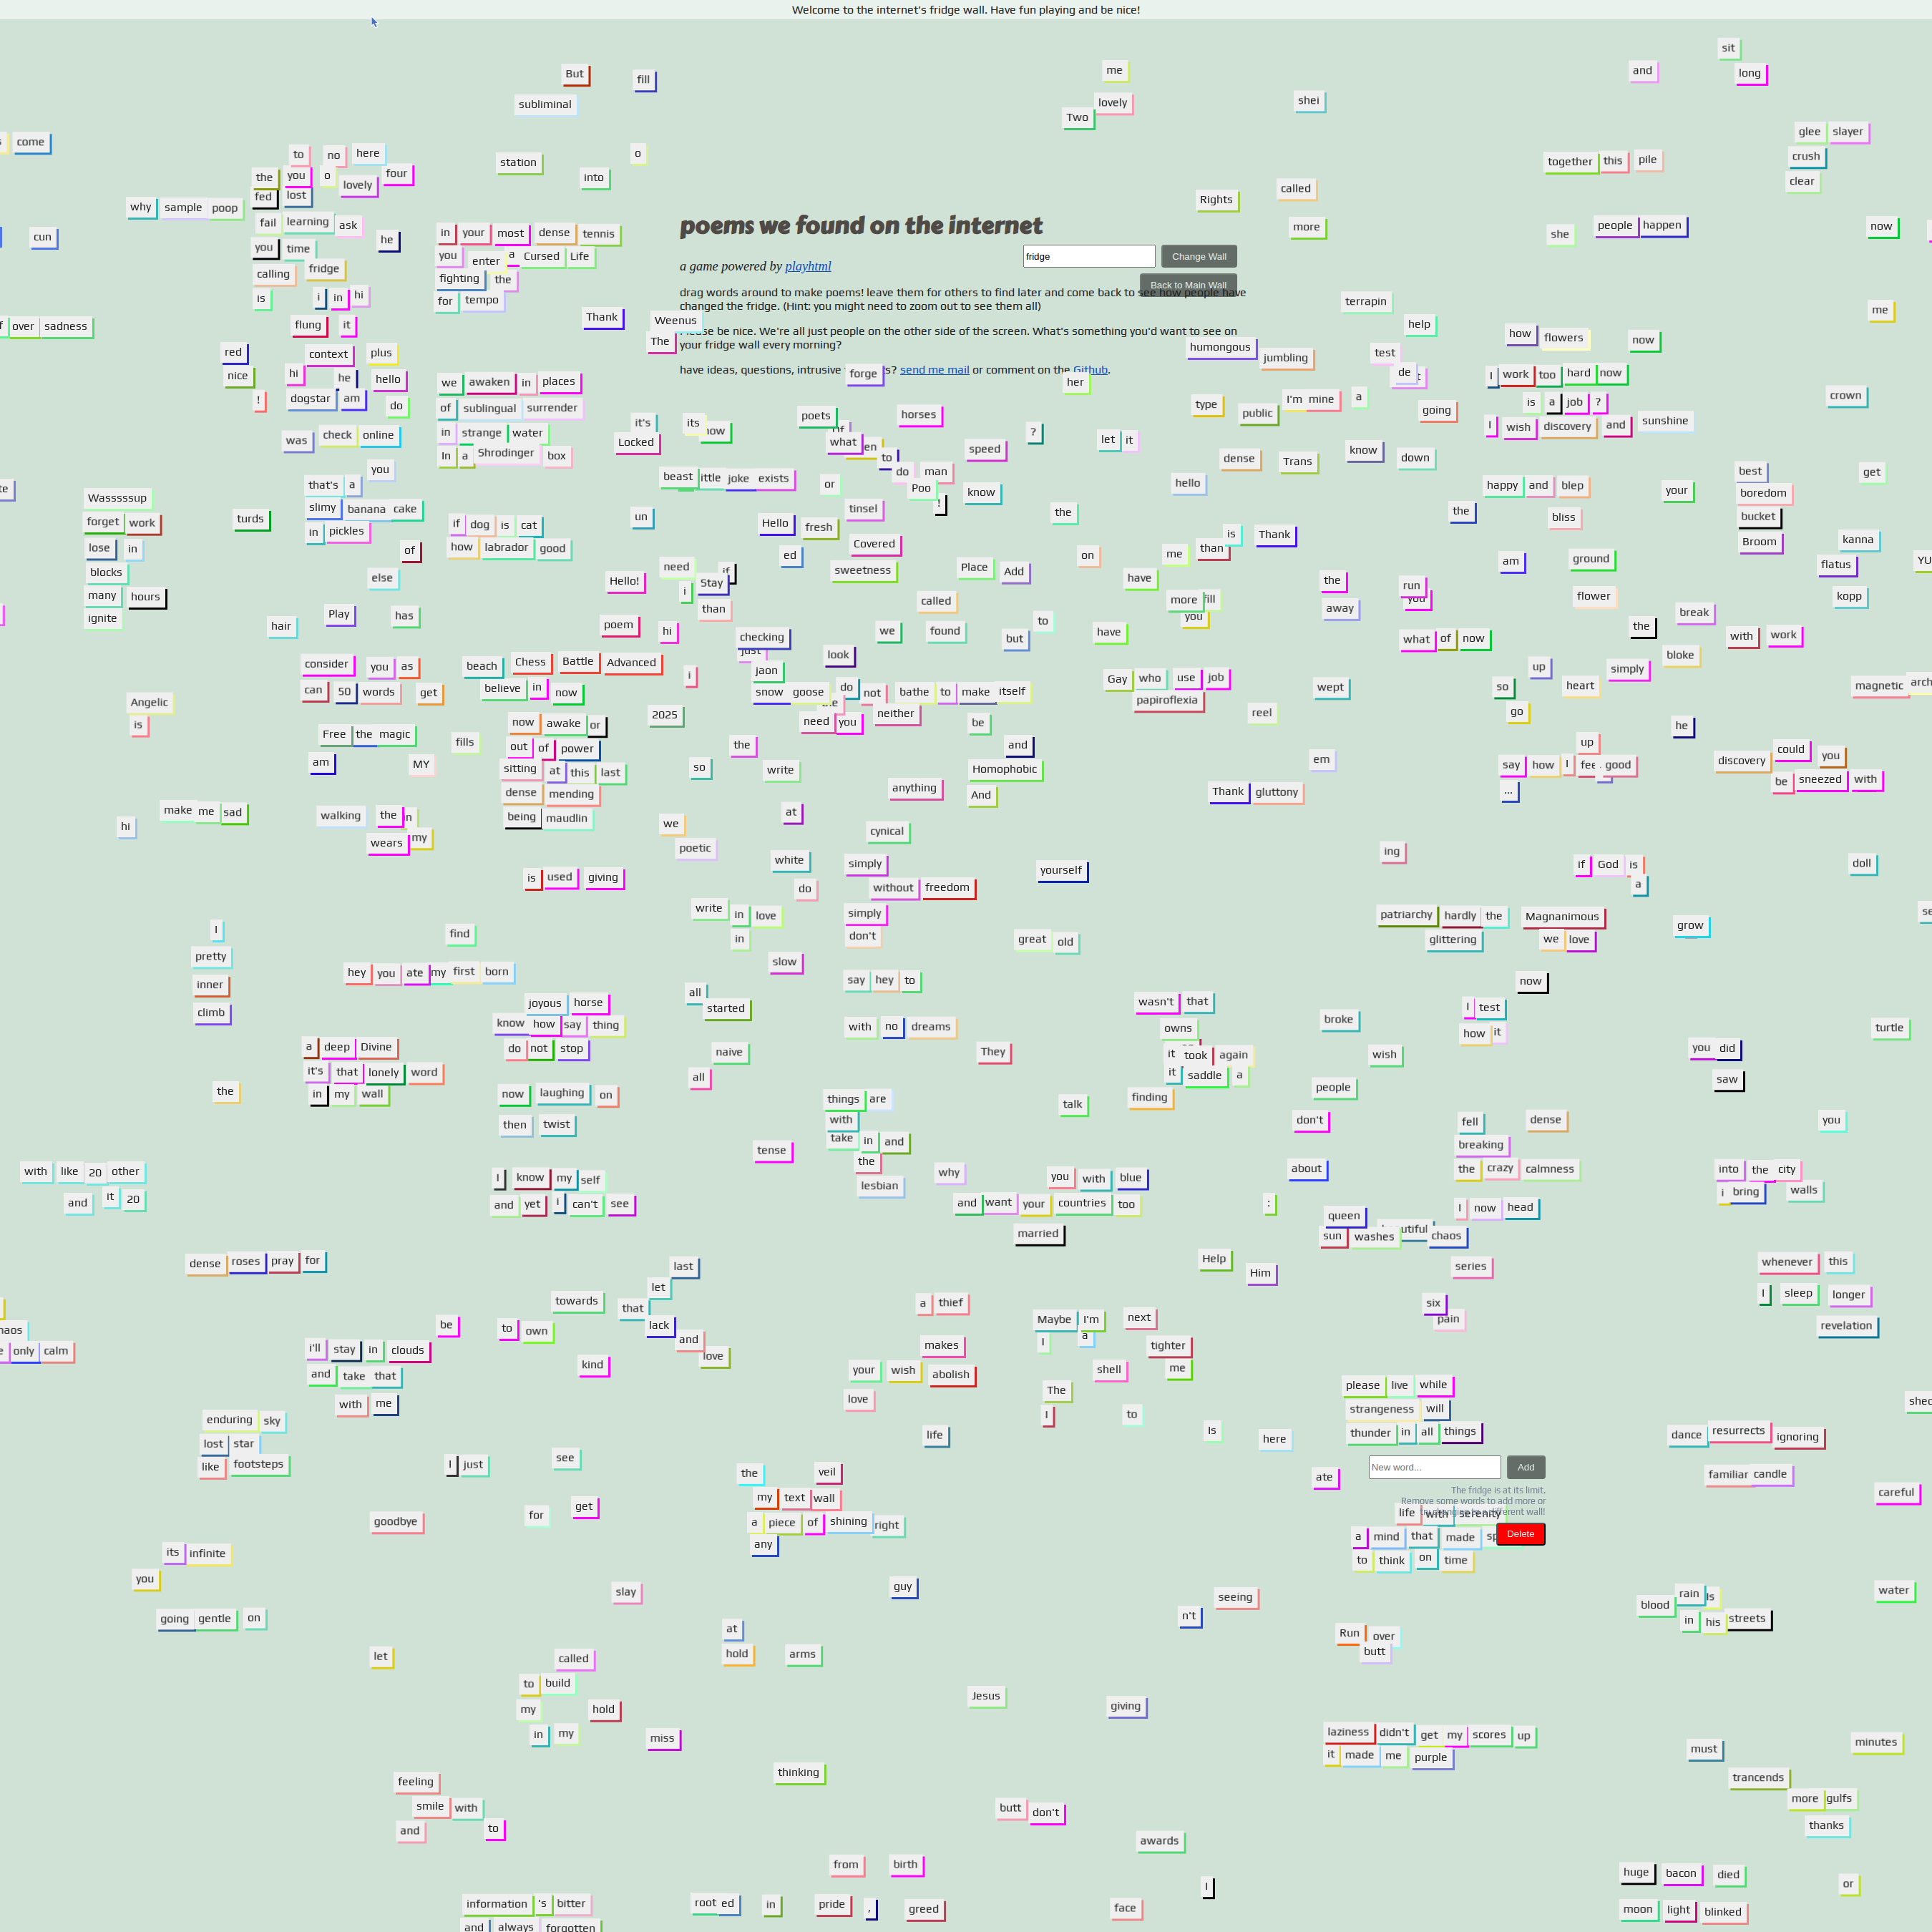 Welcome to the internet's fridge wall. Have fun playing and be nice!
sit
But fill me and long
subliminal lovely shei
Two
come glee slayer
to no here station o together this pile crush
the you o lovely four into called clear
fed lost
why sample poop Rights
fail learning ask more she people happen now
cun he in your most dense tennis
poems we found on the internet
you time you enter a Cursed Life
fridge Change Wall
a game powered by playhtml
calling fridge fighting the
Back to Main Wall
drag words around to make poems! leave them for others to find later and come back to see how people have
changed the fridge. (Hint: you might need to zoom out to see them all)
is i in hi for tempo terrapin me
over sadness flung it Thank Weenus help
be nice. We're all just people on the other side of the screen. What's something you'd want to see on
your fridge wall every morning?
The humongous jumbling how flowers now
red context plus test
have ideas, questions, intrusive send me mail or comment on the Github.
nice hi he hello we awaken in places forge her de I work too hard now
! dogstar am do of sublingual surrender poets horses type public I'm mine a going is a job ? crown
was check online in strange water it's its now what ? let it I wish discovery and sunshine
In a Shrodinger box Locked to speed dense Trans know down
you beast joke exists or do man
that's a Poo ! know hello happy and blep your best get
Wasssssup slimy banana cake tinsel the the boredom
forget work turds in pickles if dog is cat un Hello fresh bliss bucket
lose in of how labrador good ed Covered on me than is Thank Broom kanna
blocks else need sweetness Place Add have am ground flatus
many hours Hello! i Stay the run flower kopp
ignite Play has than called more you away you break
hair poem hi checking we found but to have what of now the with work
consider you as beach Chess Battle Advanced look up simply bloke
can 50 words get believe in now i jaon Gay who use job so heart magnetic
Angelic snow goose do not bathe to make itself papiroflexia wept
is now awake or 2025 need you neither be reel go he
Free the magic fills out of power the and up discovery could you
am MY sitting at this last so write Homophobic em say how I good be sneezed with
dense mending anything And Thank gluttony ...
make me sad walking the being maudlin at
hi wears my we cynical
poetic white simply yourself ing if God is doll
is used giving do without freedom a
write in love simply patriarchy hardly the Magnanimous grow
I find in don't great old glittering we love
pretty hey you ate my first born slow say hey to now
inner joyous horse all started wasn't that I test
climb know how say thing with no dreams owns broke how it turtle
a deep Divine do not stop naive They it took again wish you did
it's that lonely word all it saddle a saw
the in my wall now laughing on things are talk finding people
then twist with don't fell dense you
take in and breaking
tense the
with like 20 other I know my self lesbian why you with blue about the crazy calmness into the city
and it 20 and yet i can't see and want your countries too : I now head i bring walls
married queen sun washes chaos
dense roses pray for last Help Him series whenever this
let I sleep longer
towards that a thief six
be to own lack and Maybe I'm next pain revelation
only calm i'll stay in clouds love makes I a tighter
kind your wish abolish shell me
and take that please live while
with me love The strangeness will
enduring sky I to thunder in all things dance resurrects ignoring
lost star life Is here
like footsteps I just see the veil New word... Add
ate familiar candle
The fridge is at its limit.
Remove some words to add more or
goodbye for get my text wall life with serenity careful
a piece of shining right Delete
any a mind that made
its infinite to think on time
you guy slay seeing rain water
going gentle on n't blood in his streets
at Run over
let called hold arms butt
to build
my hold Jesus giving
in my miss laziness didn't get my scores up must minutes
it made me purple
feeling thinking trancends
smile with butt don't more gulfs
and to awards thanks
from birth huge bacon died or
information 's bitter root ed in pride , greed face I moon light blinked
and always forgotten